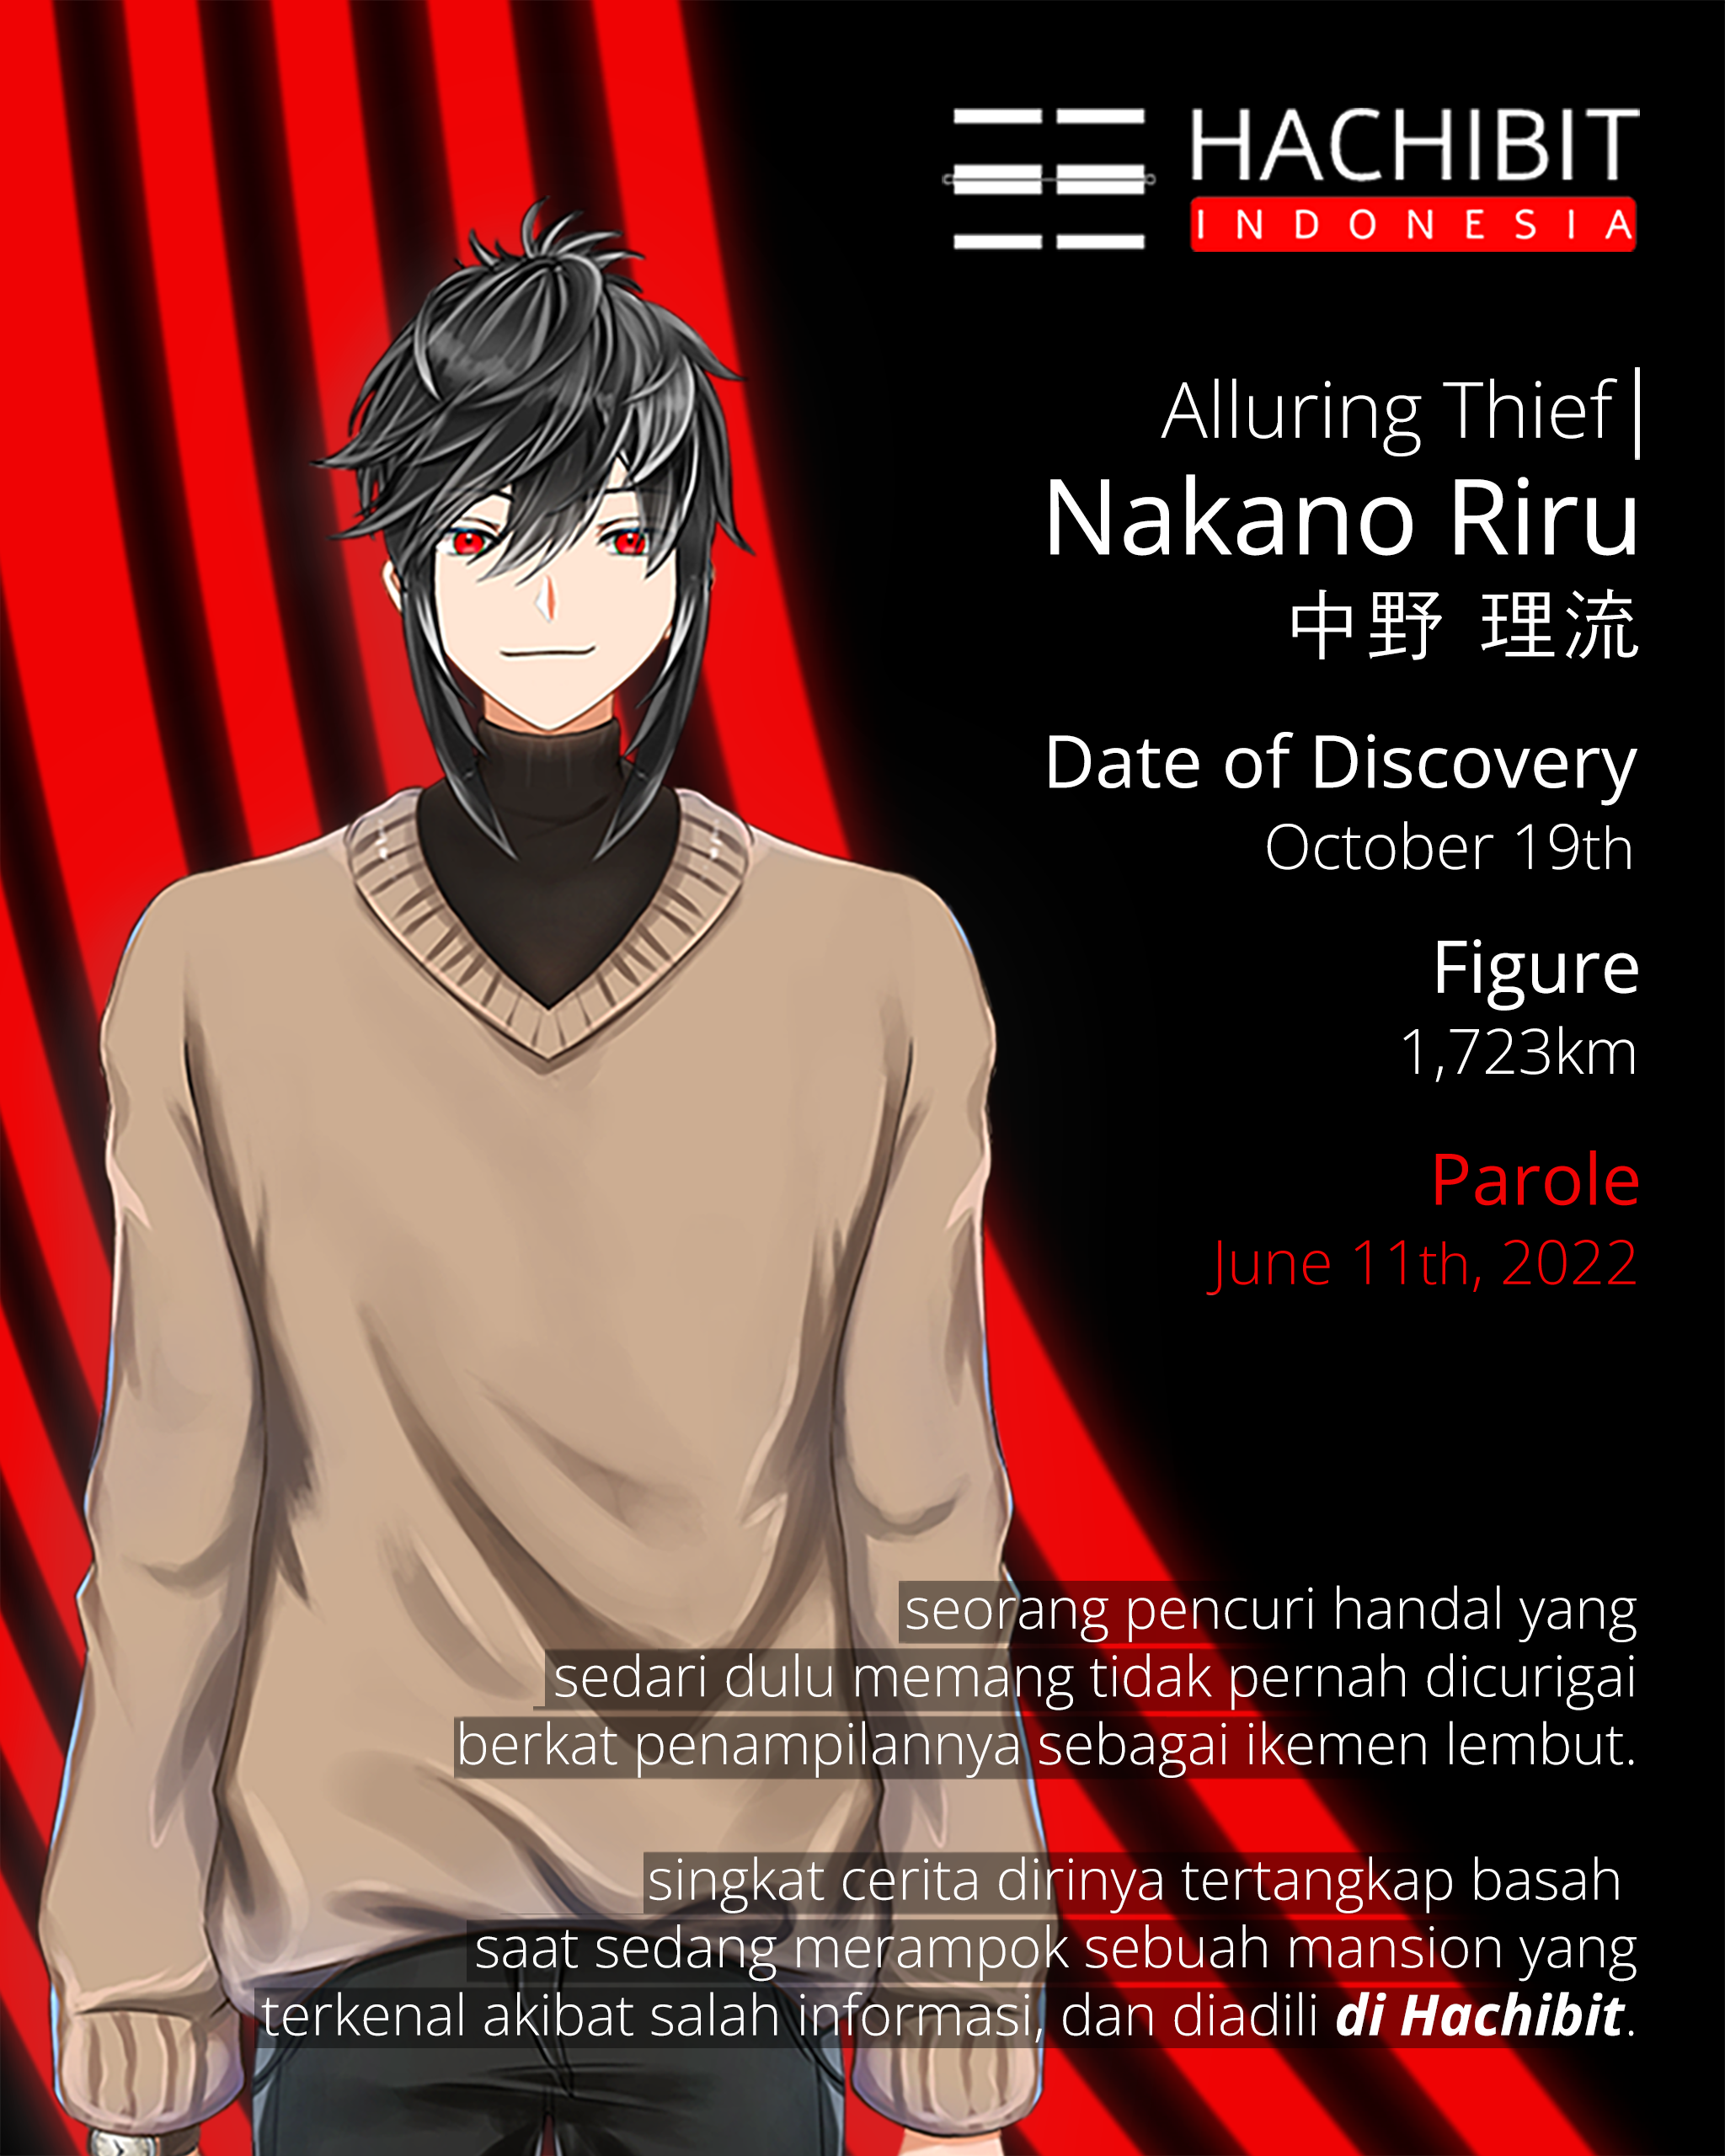 HACHIBIT
INDONESIA
Alluring Thief|
Nakano Riru
中野 理流
Date of Discovery
October 19th
Figure
1,723km
Parole
June 11th, 2022
seorang pencuri handal yang
sedari dulu memang tidak pernah dicurigai
berkat penampilannya sebagai ikemen lembut.
singkat cerita dirinya tertangkap basah
saat sedang merampok sebuah mansion yang
terkenal akibat salah informasi, dan diadili di Hachibit.